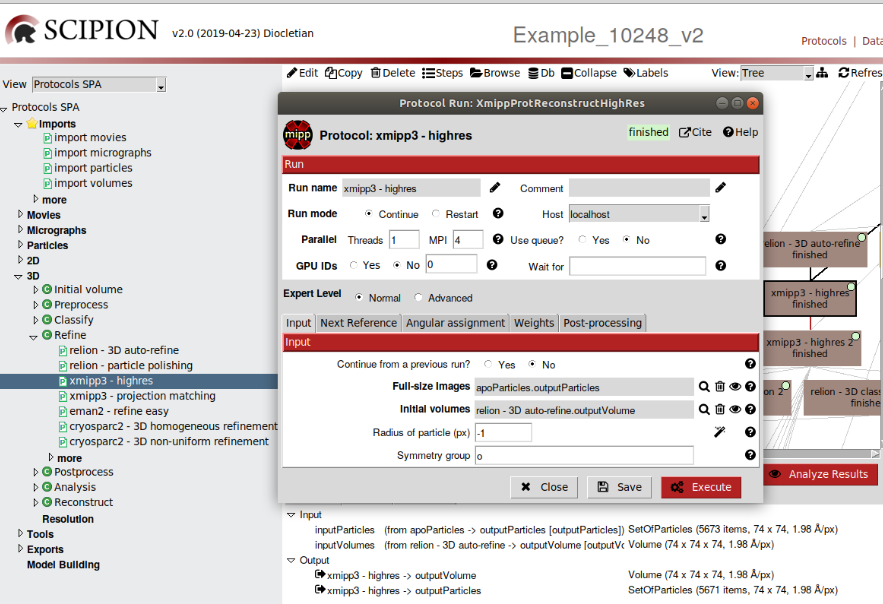 SCIPION v2.0 (2019-04-23) Diocletian Example_10248_v2 Protocols | Data
View Protocols SPA
Edit Copy Delete Steps Browse Db Collapse Labels View: Tree Refres
Protocols SPA
Imports
import movies
import micrographs
import particles
import volumes
more
Movies
Micrographs
Particles
2D
3D
Initial volume
Preprocess
Classify
Refine
relion - 3D auto-refine
relion - particle polishing
xmipp3 - highres
xmipp3 - projection matching
eman2 - refine easy
cryosparc2 - 3D homogeneous refinement
cryosparc2 - 3D non-uniform refinement
more
Postprocess
Analysis
Reconstruct
Resolution
Tools
Exports
Model Building
Protocol Run: XmippProtReconstructHighRes
mipp Protocol: xmipp3 - highres finished Cite Help
Run
Run name xmipp3 - highres Comment
Run mode Continue Restart Host localhost
Parallel Threads 1 MPI 4 Use queue? Yes No
GPU IDs Yes No 0 Wait for
Expert Level Normal Advanced
Input Next Reference Angular assignment Weights Post-processing
Input
Continue from a previous run? Yes No
Full-size Images apoParticles.outputParticles
Initial volumes relion - 3D auto-refine.outputVolume
Radius of particle (px) -1
Symmetry group o
Close Save Execute
elion - 3D auto-refine
finished
xmipp3 - highres
finished
xmipp3 - highres 2
finished
on 2
relion - 3D class
finishe
Analyze Results
Input
inputParticles (from apoParticles -> outputParticles [outputParticles]) SetOfParticles (5673 items, 74 x 74, 1.98 Å/px)
inputVolumes (from relion - 3D auto-refine -> outputVolume [outputVc Volume (74 x 74 x 74, 1.98 Å/px)
Output
xmipp3 - highres -> outputVolume Volume (74 x 74 x 74, 1.98 Å/px)
xmipp3 - highres -> outputParticles SetOfParticles (5671 items, 74 x 74, 1.98 Å/px)